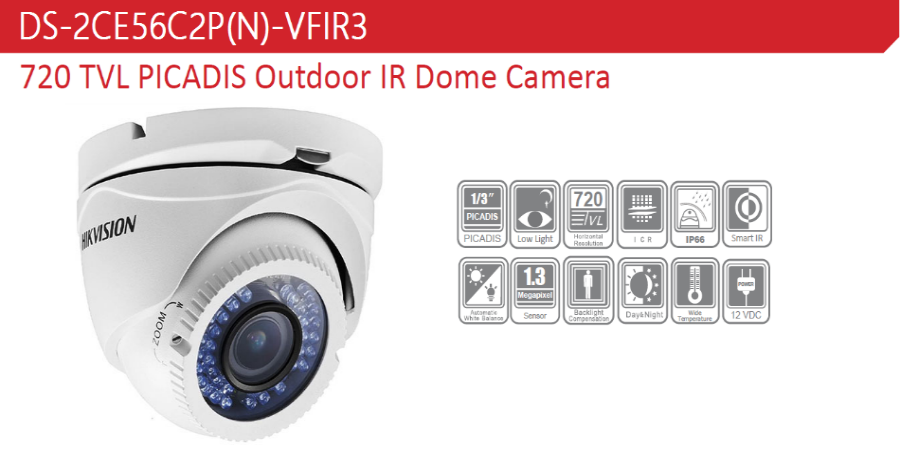 DS-2CE56C2P(N)-VFIR3
720 TVL PICADIS Outdoor IR Dome Camera
HIKVISION
ZOOM
W
1/3"
PICADIS
PICADIS
Low Light
720
TVL
Horizontal
Resolution
I C R
IP66
Smart IR
Automatic
White Balance
1.3
Megapixel
Sensor
Backlight
Compensation
Day&Night
Wide
Temperature
POWER
12 VDC